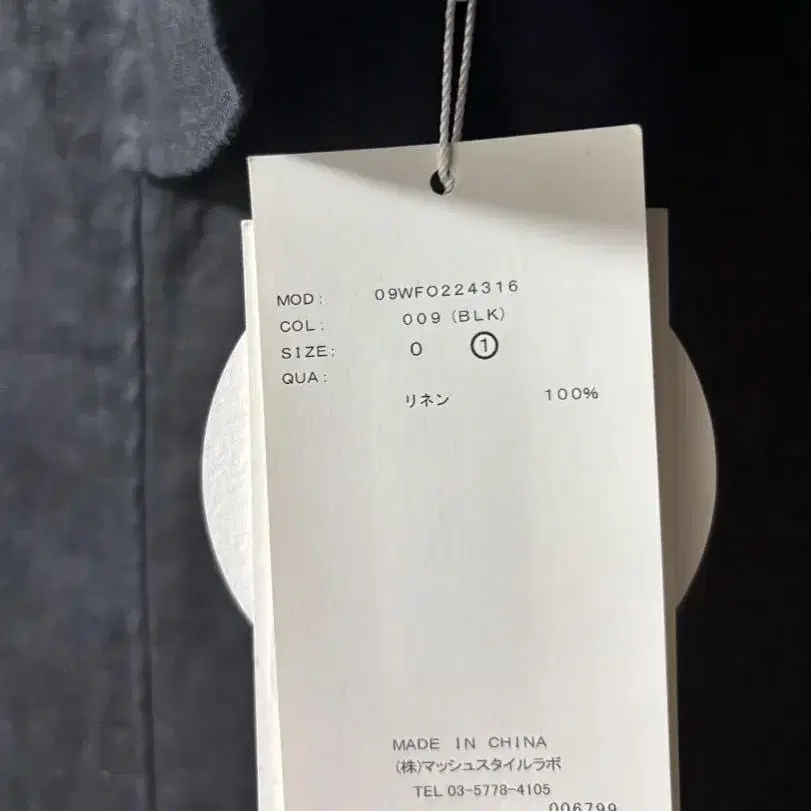 MOD: 09WFO224316
COL: 009 (BLK)
SIZE: 0 ①
QUA:
リネン 100%
MADE IN CHINA
(株)マッシュスタイルラボ
TEL 03-5778-4105
006799